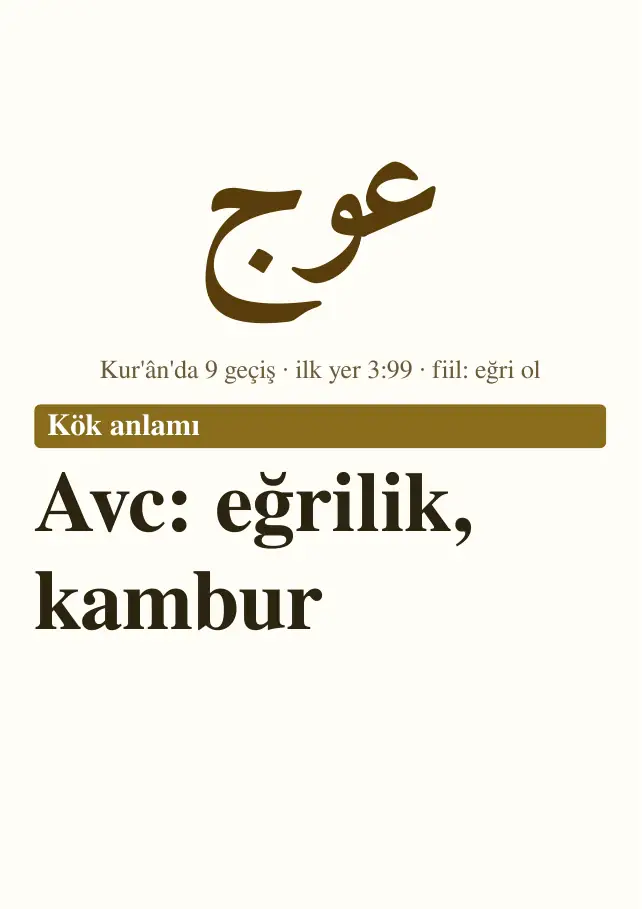 عوج
Kur'ân'da 9 geçiş · ilk yer 3:99 · fiil: eğri ol
Kök anlamı
Avc: eğrilik,
kambur